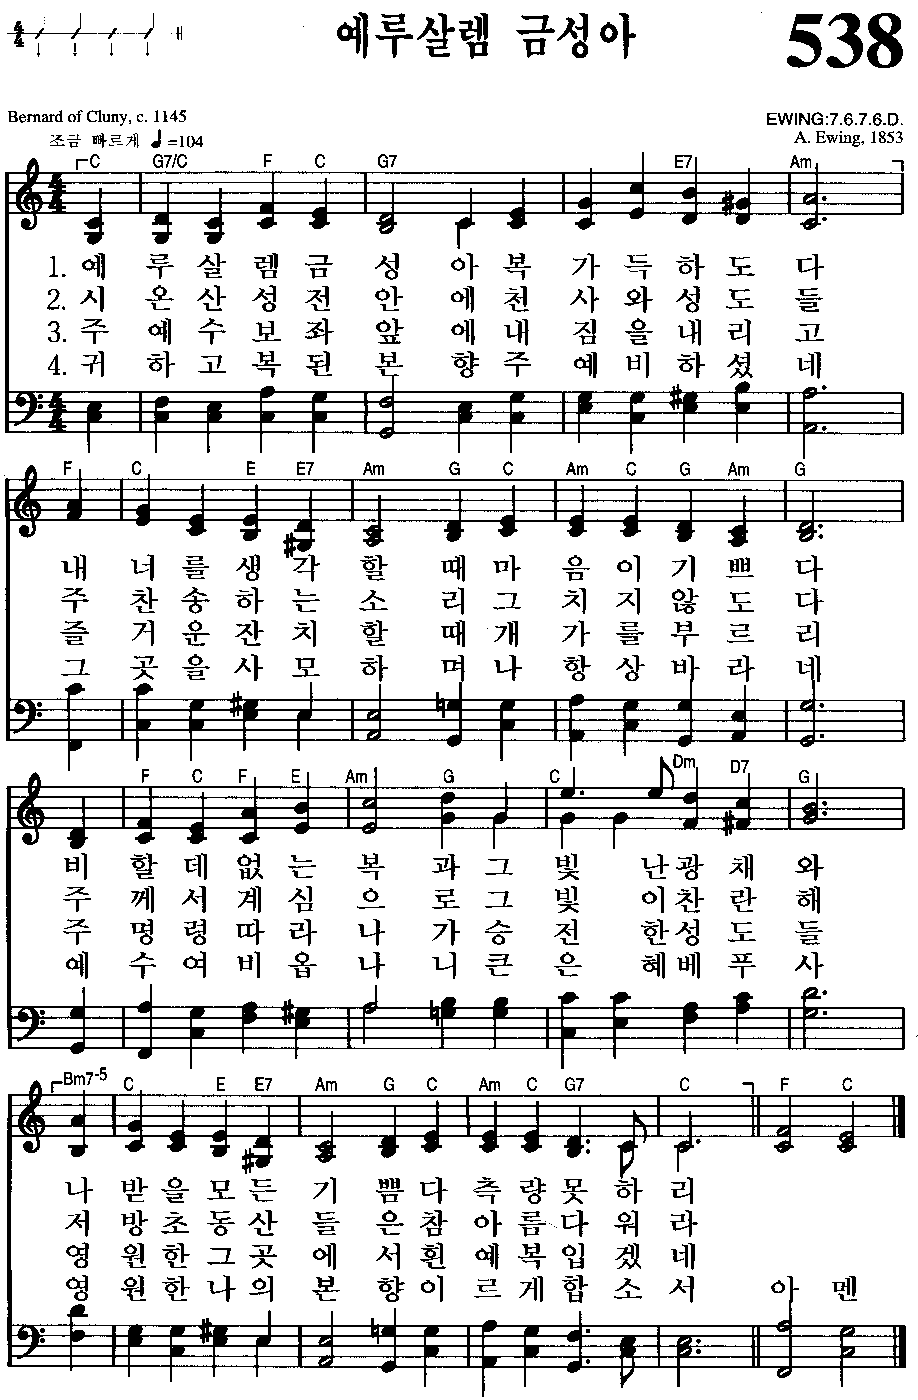 4/4 예루살렘 금성아 538
Bernard of Cluny, c. 1145 EWING:7.6.7.6.D.
조금 빠르게 ♩=104 A. Ewing, 1853
C G7/C F C G7 E7 Am
1. 예 루 살 렘 금 성 아 복 가 득 하 도 다
2. 시 온 산 성 전 안 에 천 사 와 성 도 들
3. 주 예 수 보 좌 앞 에 내 짐 을 내 리 고
4. 귀 하 고 복 된 본 향 주 예 비 하 셨 네
F C E E7 Am G C Am C G Am G
내 너 를 생 각 할 때 마 음 이 기 쁘 다
주 찬 송 하 는 소 리 그 치 지 않 도 다
즐 거 운 잔 치 할 때 개 가 를 부 르 리
그 곳 을 사 모 하 며 나 항 상 바 라 네
F C F E Am G C Dm D7 G
비 할 데 없 는 복 과 그 빛 난 광 채 와
주 께 서 계 심 으 로 그 빛 이 찬 란 해
주 명 령 따 라 나 가 승 전 한 성 도 들
예 수 여 비 옵 나 니 큰 은 혜 베 푸 사
Bm7-5 C E E7 Am G C Am C G7 C F C
나 받 을 모 든 기 쁨 다 측 량 못 하 리
저 방 초 동 산 들 은 참 아 름 다 워 라
영 원 한 그 곳 에 서 흰 예 복 입 겠 네
영 원 한 나 의 본 향 이 르 게 합 소 서 아 멘